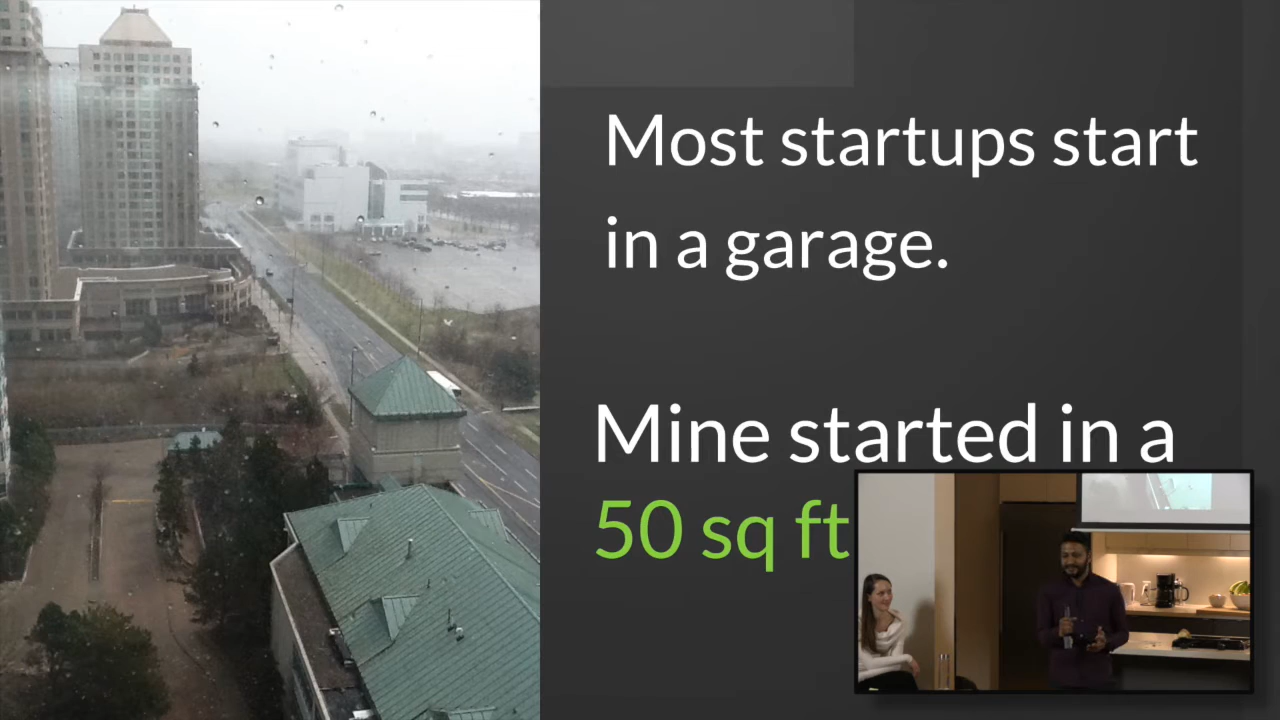 Most startups start
in a garage.
Mine started in a
50 sq ft